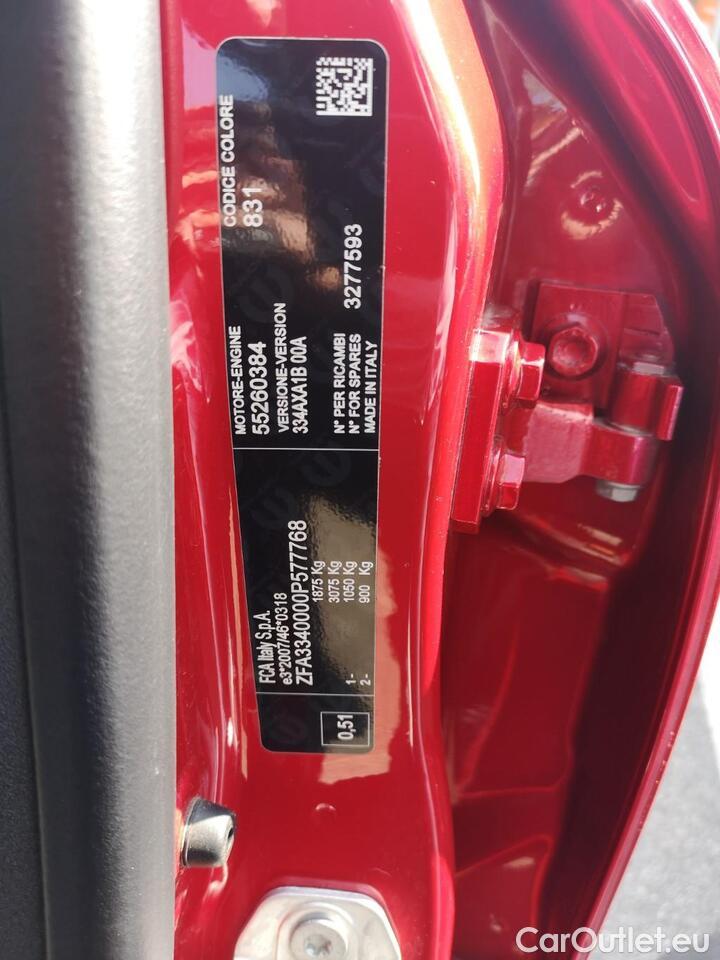 FCA Italy S.p.A.
e3*2007/46*0318
ZFA3340000P577768
1875 Kg
3075 Kg
1- 1050 Kg
2- 900 Kg
0,51
MOTORE-ENGINE
55260384
VERSIONE-VERSION
334AXA1B 00A
N° PER RICAMBI
N° FOR SPARES 3277593
MADE IN ITALY
CODICE COLORE
831
CarOutlet.eu